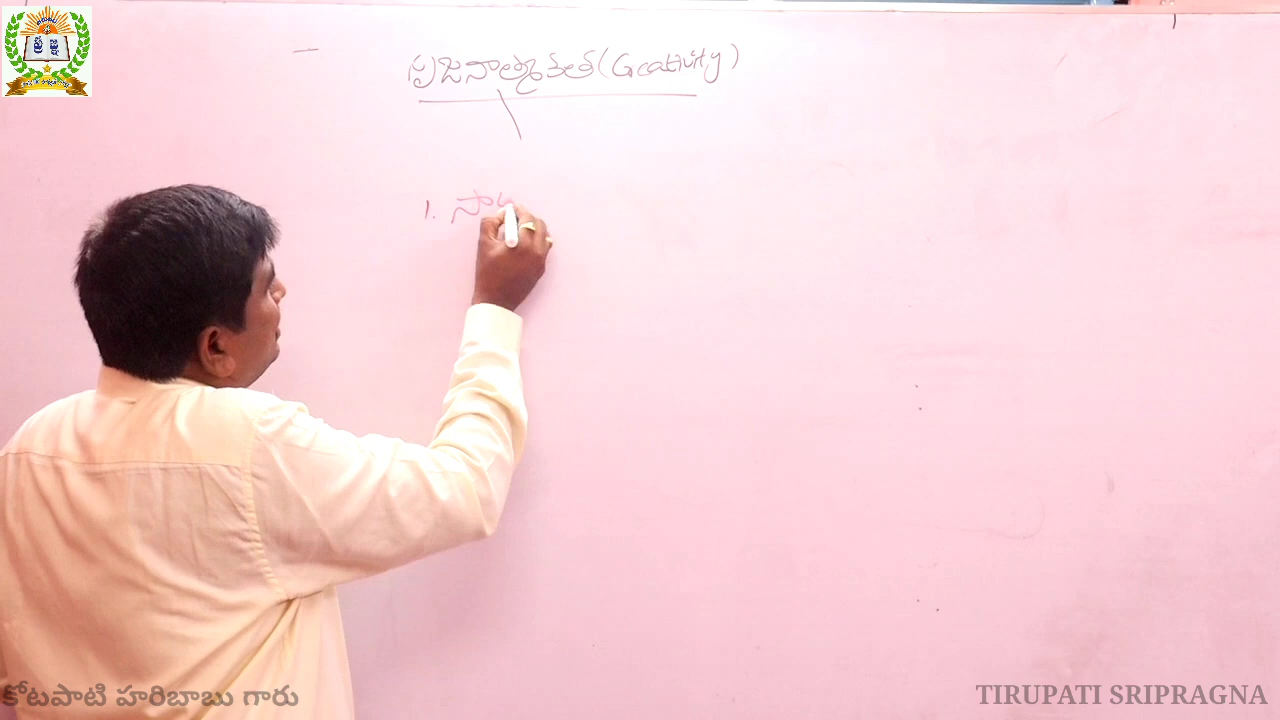 సృజనాత్మకత (Creativity)
1. సా
కోటపాటి హరిబాబు గారు
TIRUPATI SRIPRAGNA